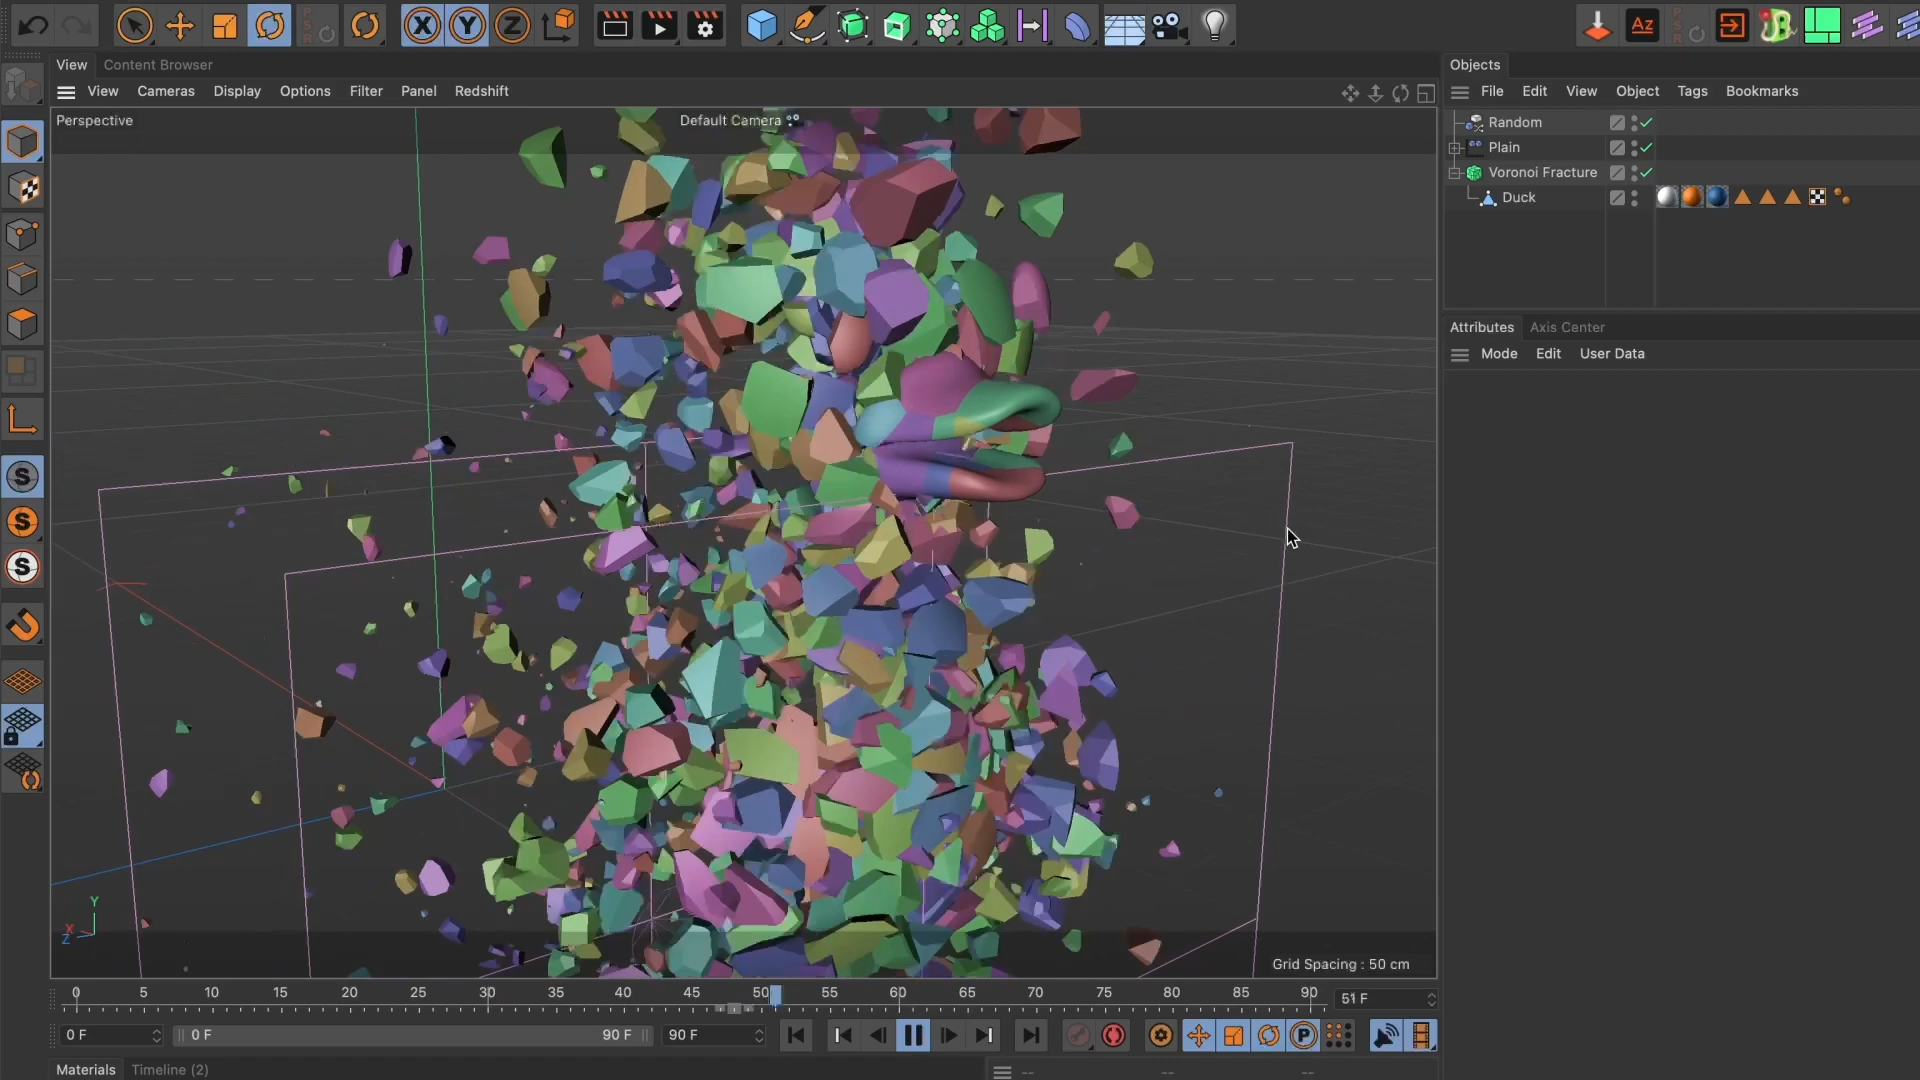 PSR
X Y Z
Az
PSR
View Content Browser
Objects
View Cameras Display Options Filter Panel Redshift
File Edit View Object Tags Bookmarks
Perspective
Default Camera
Random
Plain
Voronoi Fracture
Duck
Attributes Axis Center
Mode Edit User Data
S
S
S
Y
X
Z
Grid Spacing : 50 cm
0 5 10 15 20 25 30 35 40 45 50 55 60 65 70 75 80 85 90
51 F
0 F
0 F
90 F
90 F
P
Materials Timeline (2)
-- -- --